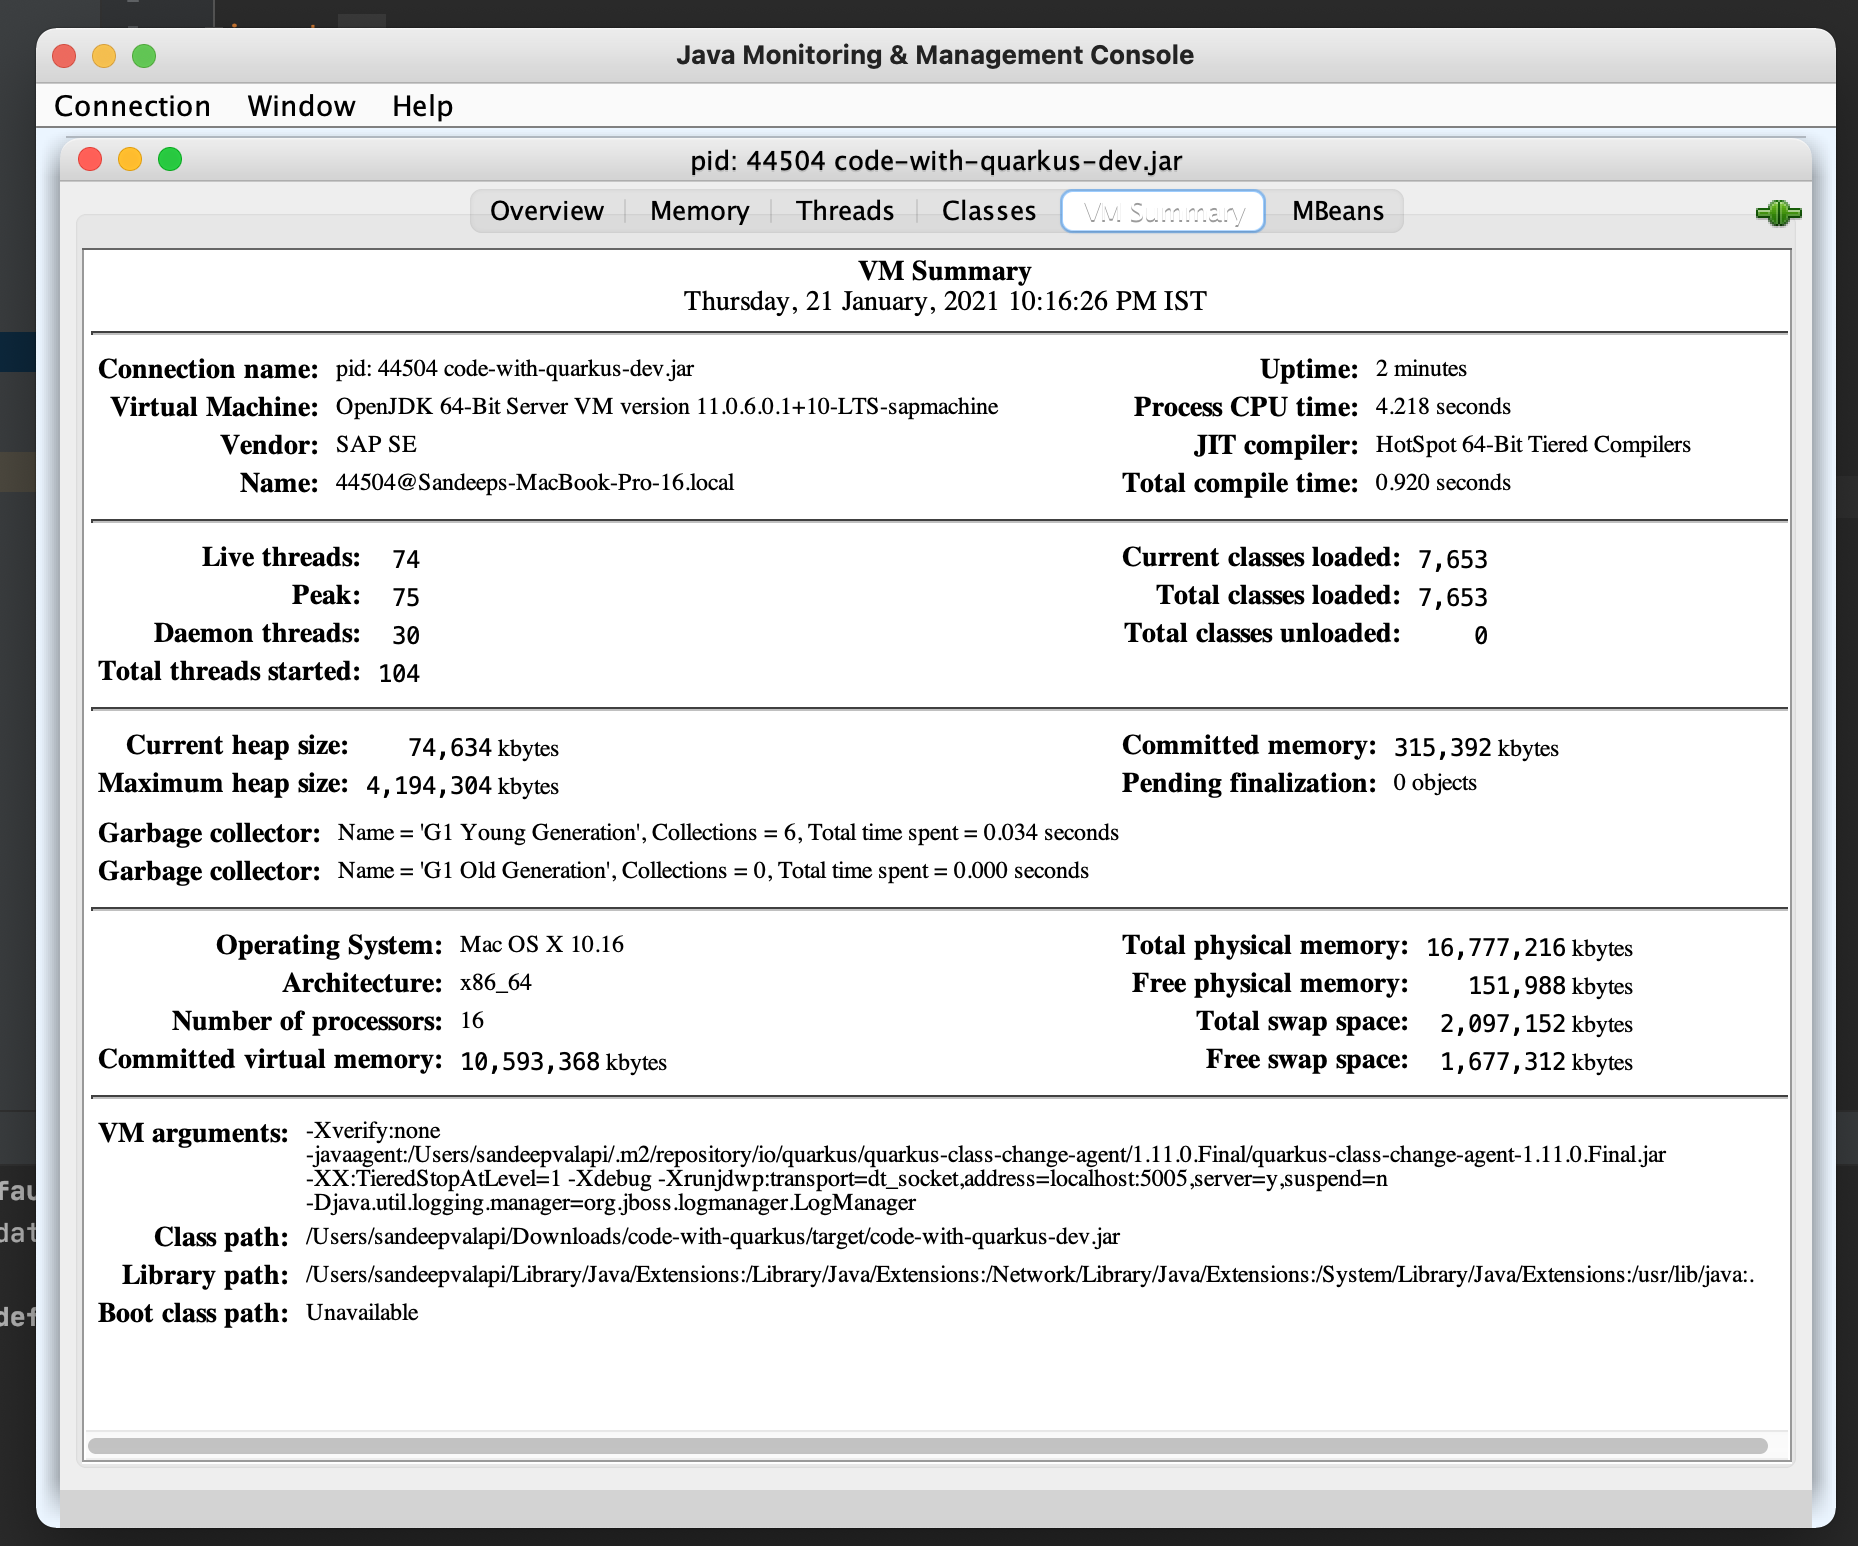 Java Monitoring & Management Console
Connection Window Help
pid: 44504 code-with-quarkus-dev.jar
Overview Memory Threads Classes VM Summary MBeans
VM Summary
Thursday, 21 January, 2021 10:16:26 PM IST
Connection name: pid: 44504 code-with-quarkus-dev.jar Uptime: 2 minutes
Virtual Machine: OpenJDK 64-Bit Server VM version 11.0.6.0.1+10-LTS-sapmachine Process CPU time: 4.218 seconds
Vendor: SAP SE JIT compiler: HotSpot 64-Bit Tiered Compilers
Name: 44504@Sandeeps-MacBook-Pro-16.local Total compile time: 0.920 seconds
Live threads: 74 Current classes loaded: 7,653
Peak: 75 Total classes loaded: 7,653
Daemon threads: 30 Total classes unloaded: 0
Total threads started: 104
Current heap size: 74,634 kbytes Committed memory: 315,392 kbytes
Maximum heap size: 4,194,304 kbytes Pending finalization: 0 objects
Garbage collector: Name = 'G1 Young Generation', Collections = 6, Total time spent = 0.034 seconds
Garbage collector: Name = 'G1 Old Generation', Collections = 0, Total time spent = 0.000 seconds
Operating System: Mac OS X 10.16 Total physical memory: 16,777,216 kbytes
Architecture: x86_64 Free physical memory: 151,988 kbytes
Number of processors: 16 Total swap space: 2,097,152 kbytes
Committed virtual memory: 10,593,368 kbytes Free swap space: 1,677,312 kbytes
VM arguments: -Xverify:none
-javaagent:/Users/sandeepvalapi/.m2/repository/io/quarkus/quarkus-class-change-agent/1.11.0.Final/quarkus-class-change-agent-1.11.0.Final.jar
-XX:TieredStopAtLevel=1 -Xdebug -Xrunjdwp:transport=dt_socket,address=localhost:5005,server=y,suspend=n
-Djava.util.logging.manager=org.jboss.logmanager.LogManager
Class path: /Users/sandeepvalapi/Downloads/code-with-quarkus/target/code-with-quarkus-dev.jar
Library path: /Users/sandeepvalapi/Library/Java/Extensions:/Library/Java/Extensions:/Network/Library/Java/Extensions:/System/Library/Java/Extensions:/usr/lib/java:.
Boot class path: Unavailable